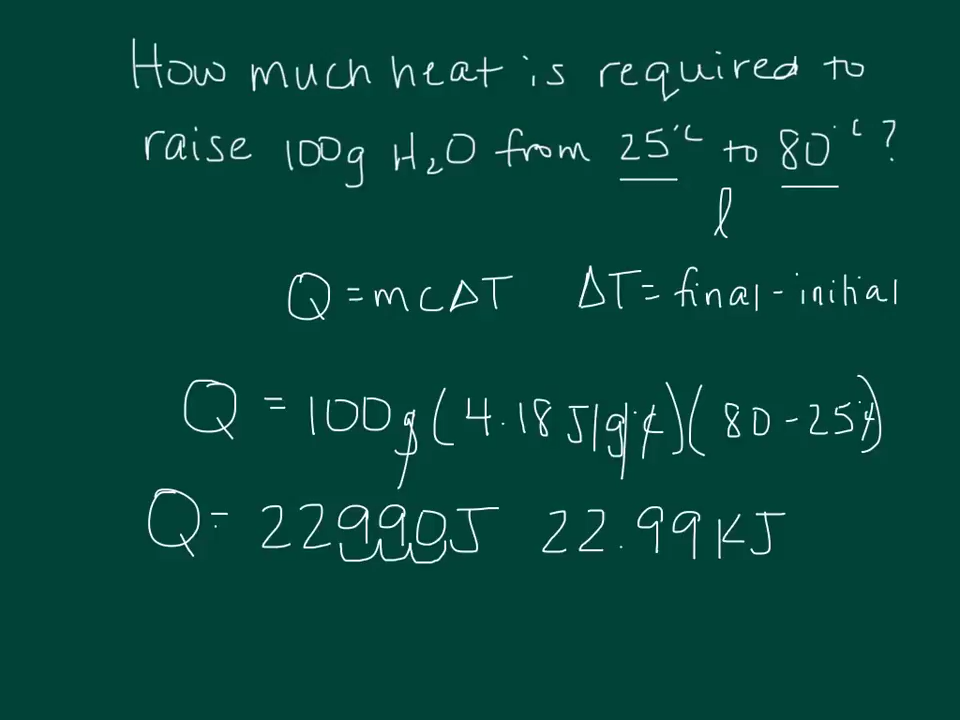 How much heat is required to
raise 100g H₂O from 25°C to 80°C?
l
Q = mcΔT ΔT = final - initial
Q = 100g (4.18 J/g°C)(80-25°C)
Q = 22990J 22.99KJ